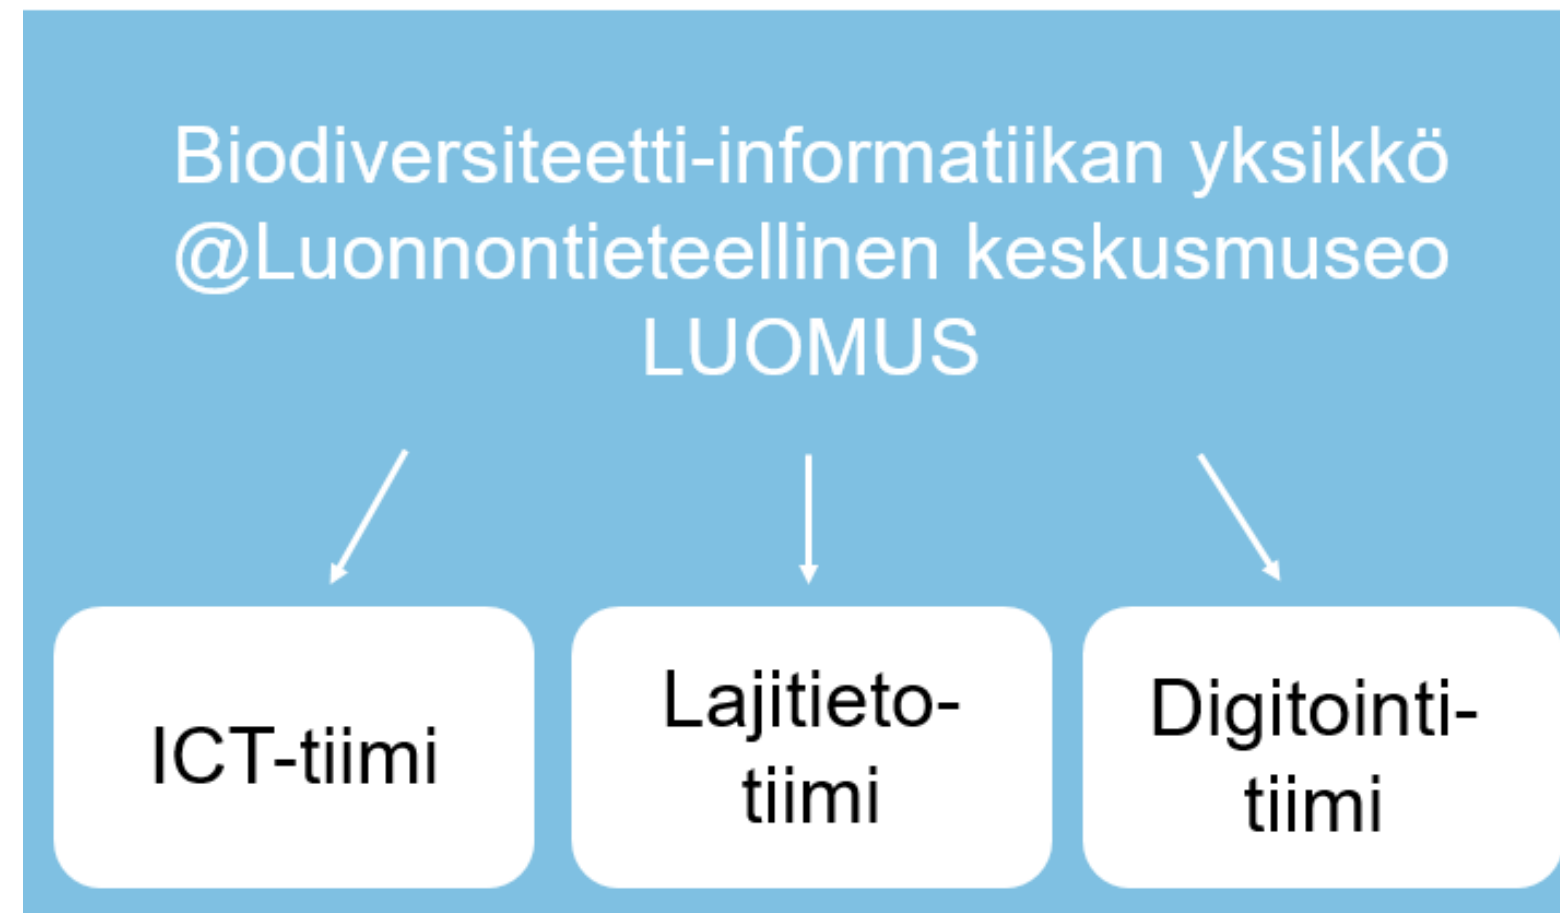 Biodiversiteetti-informatiikan yksikkö
@Luonnontieteellinen keskusmuseo
LUOMUS
ICT-tiimi
Lajitieto-
tiimi
Digitointi-
tiimi